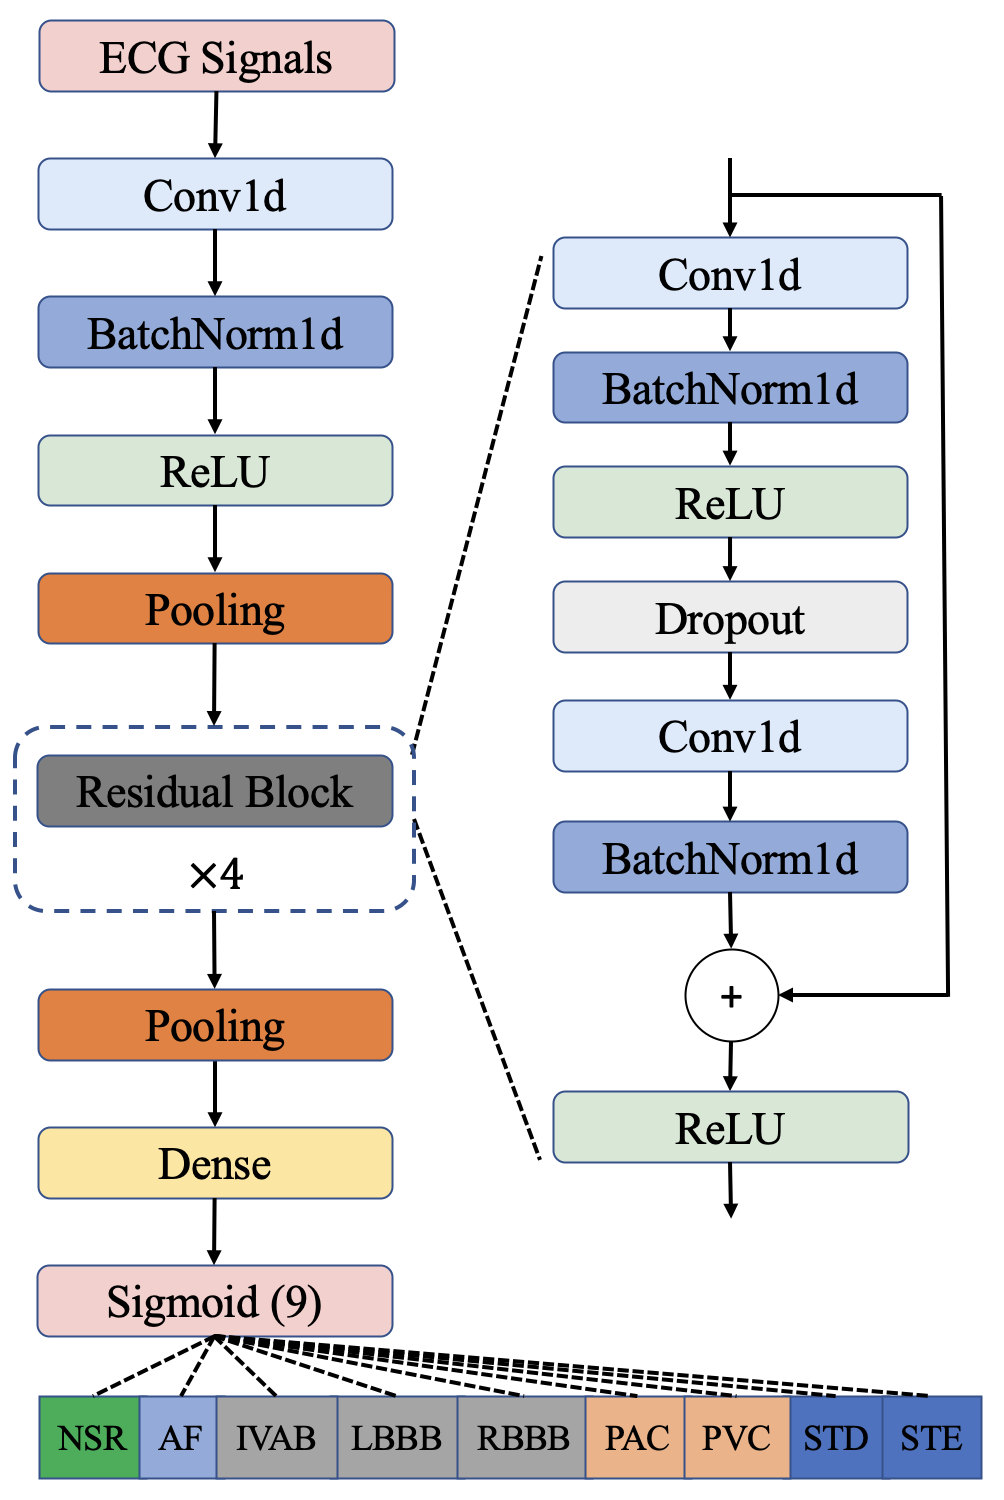 ECG Signals
Conv1d
BatchNorm1d
ReLU
Pooling
Residual Block
×4
Pooling
Dense
Sigmoid (9)
NSR AF IVAB LBBB RBBB PAC PVC STD STE
Conv1d
BatchNorm1d
ReLU
Dropout
Conv1d
BatchNorm1d
+
ReLU